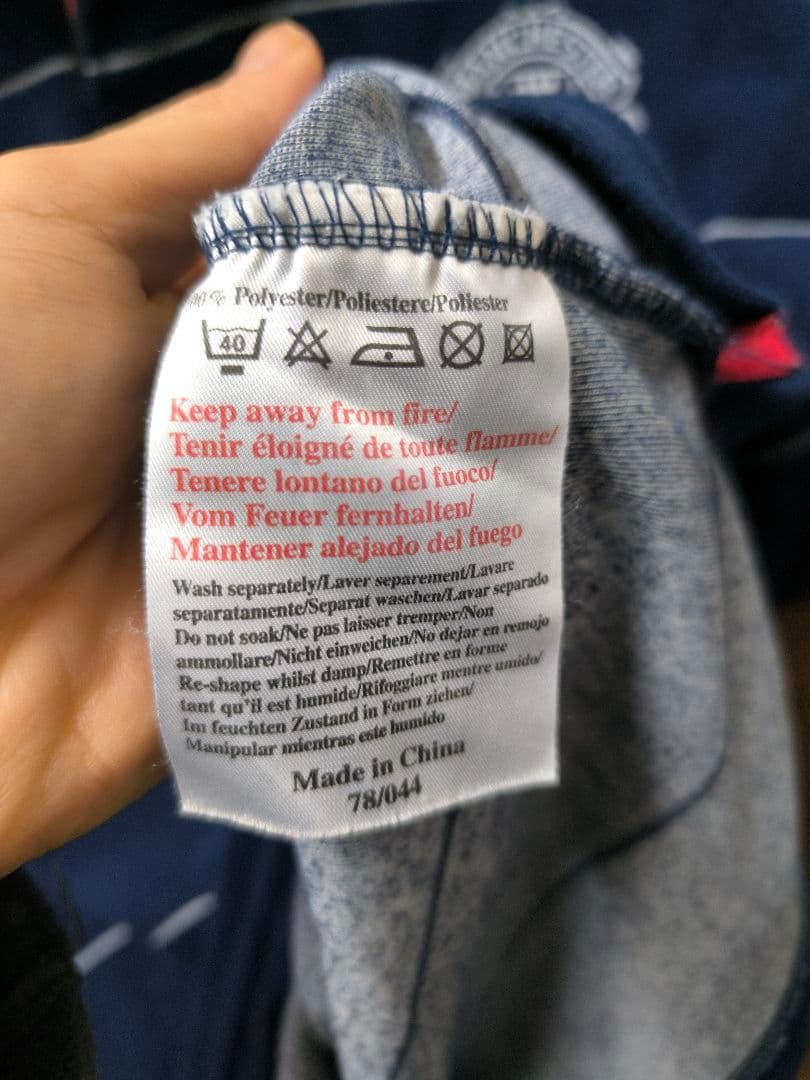 MANCHESTER
% Polyester/Poliestere/Poliester
40
Keep away from fire/
Tenir éloigné de toute flamme/
Tenere lontano del fuoco/
Vom Feuer fernhalten/
Mantener alejado del fuego
Wash separately/Laver separement/Lavare
separatamente/Separat waschen/Lavar separado
Do not soak/Ne pas laisser tremper/Non
ammollare/Nicht einweichen/No dejar en remojo
Re-shape whilst damp/Remettre en forme
tant qu'il est humide/Rifoggiare mentre umido/
Im feuchten Zustand in Form ziehen/
Manipular mientras este humido
Made in China
78/044